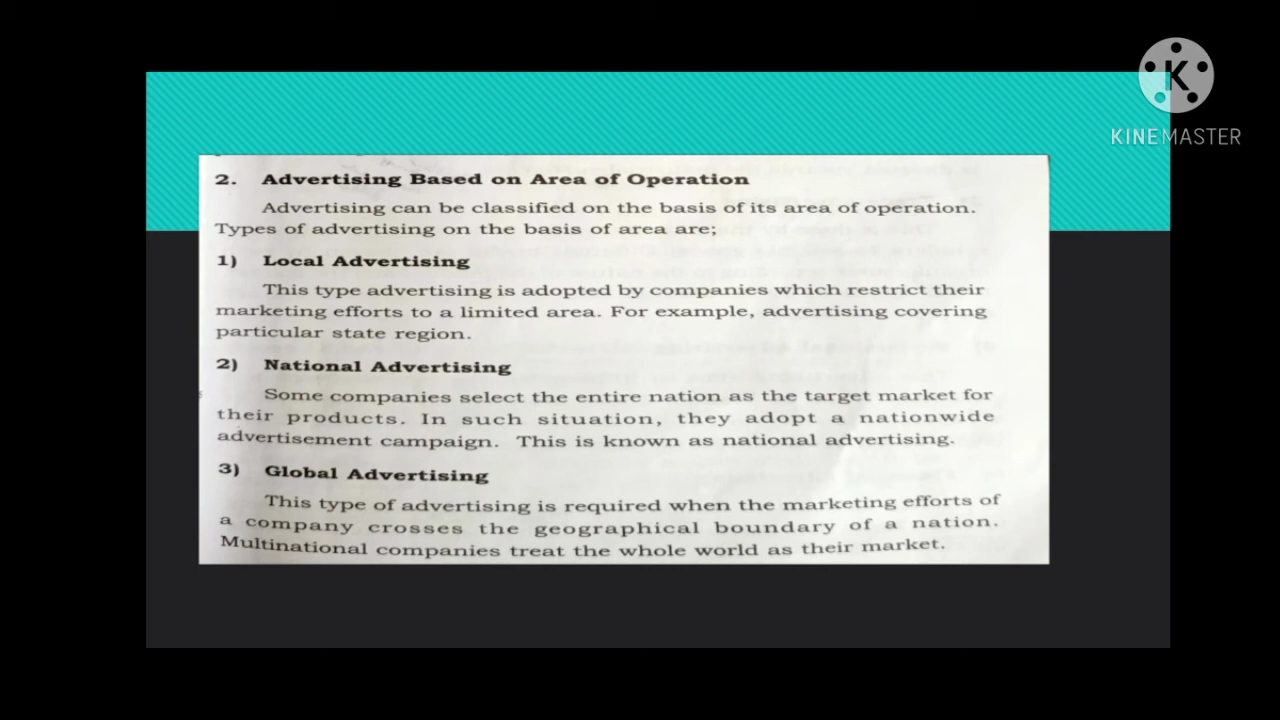 K
KINEMASTER
2. Advertising Based on Area of Operation
Advertising can be classified on the basis of its area of operation.
Types of advertising on the basis of area are;
1) Local Advertising
This type advertising is adopted by companies which restrict their
marketing efforts to a limited area. For example, advertising covering
particular state region.
2) National Advertising
Some companies select the entire nation as the target market for
their products. In such situation, they adopt a nationwide
advertisement campaign. This is known as national advertising.
3) Global Advertising
This type of advertising is required when the marketing efforts of
a company crosses the geographical boundary of a nation.
Multinational companies treat the whole world as their market.